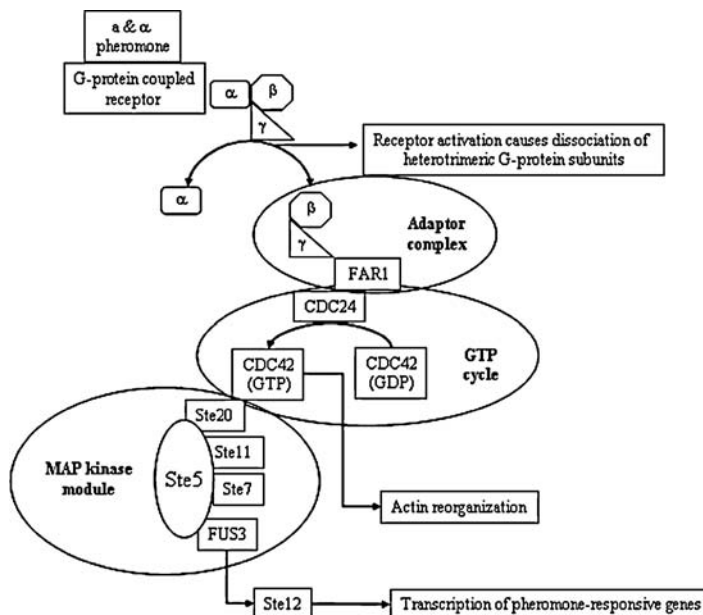 a & α
pheromone
G-protein coupled
receptor
α
β
γ
Receptor activation causes dissociation of
heterotrimeric G-protein subunits
α
β
γ
Adaptor
complex
FAR1
CDC24
CDC42
(GTP)
CDC42
(GDP)
GTP
cycle
Ste20
Ste11
MAP kinase
module
Ste5
Ste7
FUS3
Actin reorganization
Ste12
Transcription of pheromone-responsive genes